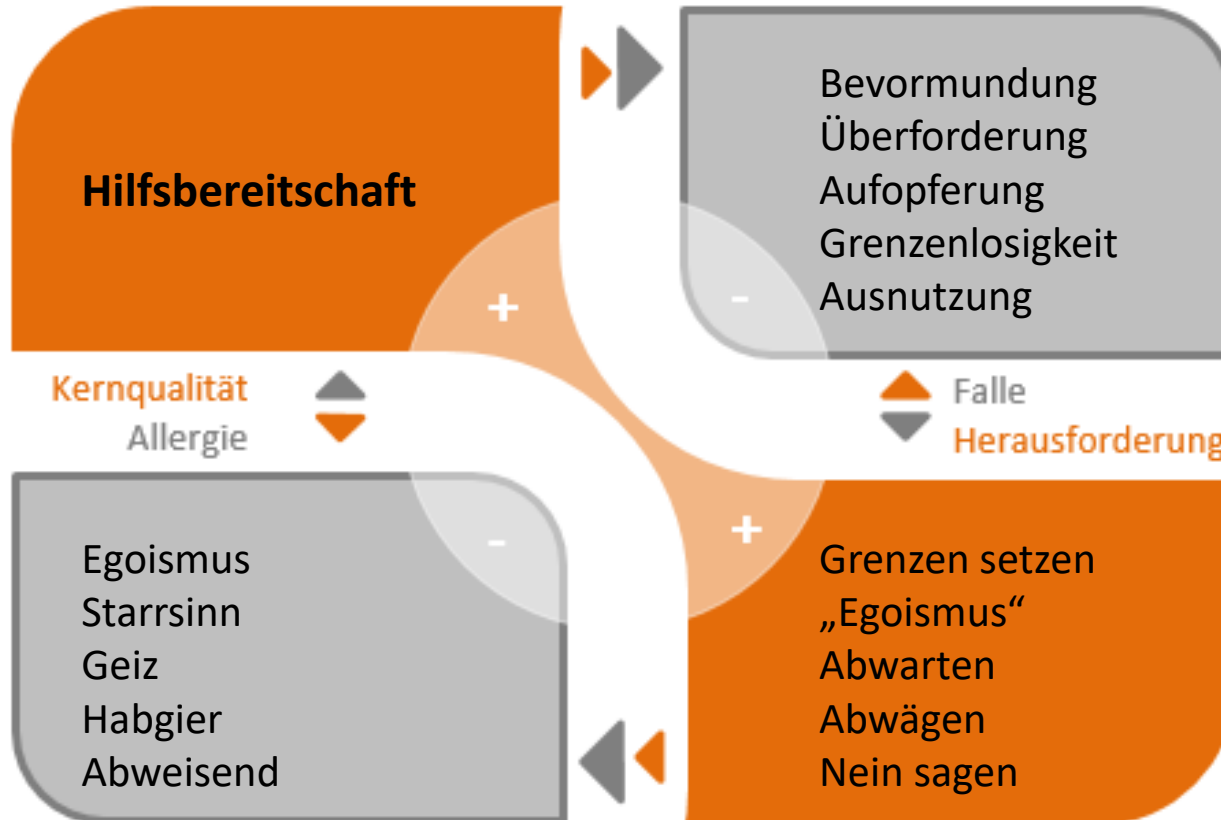 Hilfsbereitschaft
Bevormundung
Überforderung
Aufopferung
Grenzenlosigkeit
Ausnutzung
+
-
Kernqualität
Allergie
Falle
Herausforderung
-
+
Egoismus
Starrsinn
Geiz
Habgier
Abweisend
Grenzen setzen
„Egoismus“
Abwarten
Abwägen
Nein sagen